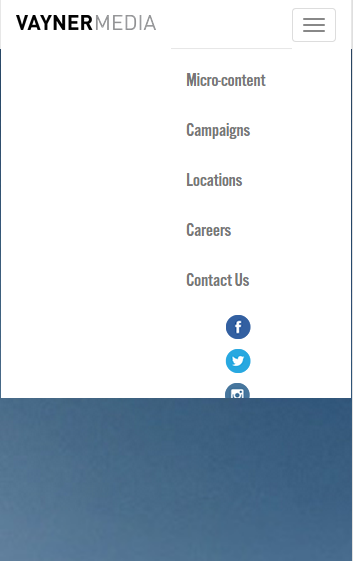 VAYNERMEDIA
Micro-content
Campaigns
Locations
Careers
Contact Us